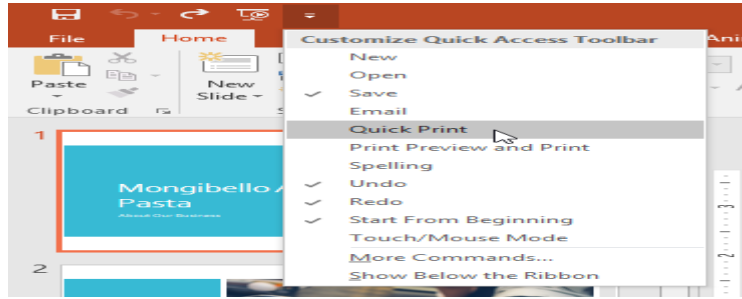 File Home Ani
Customize Quick Access Toolbar
New
Open
Save
Email
Quick Print
Print Preview and Print
Spelling
Undo
Redo
Start From Beginning
Touch/Mouse Mode
More Commands...
Show Below the Ribbon
Paste
New
Slide
Clipboard
1
Mongibello
Pasta
About Our Business
2